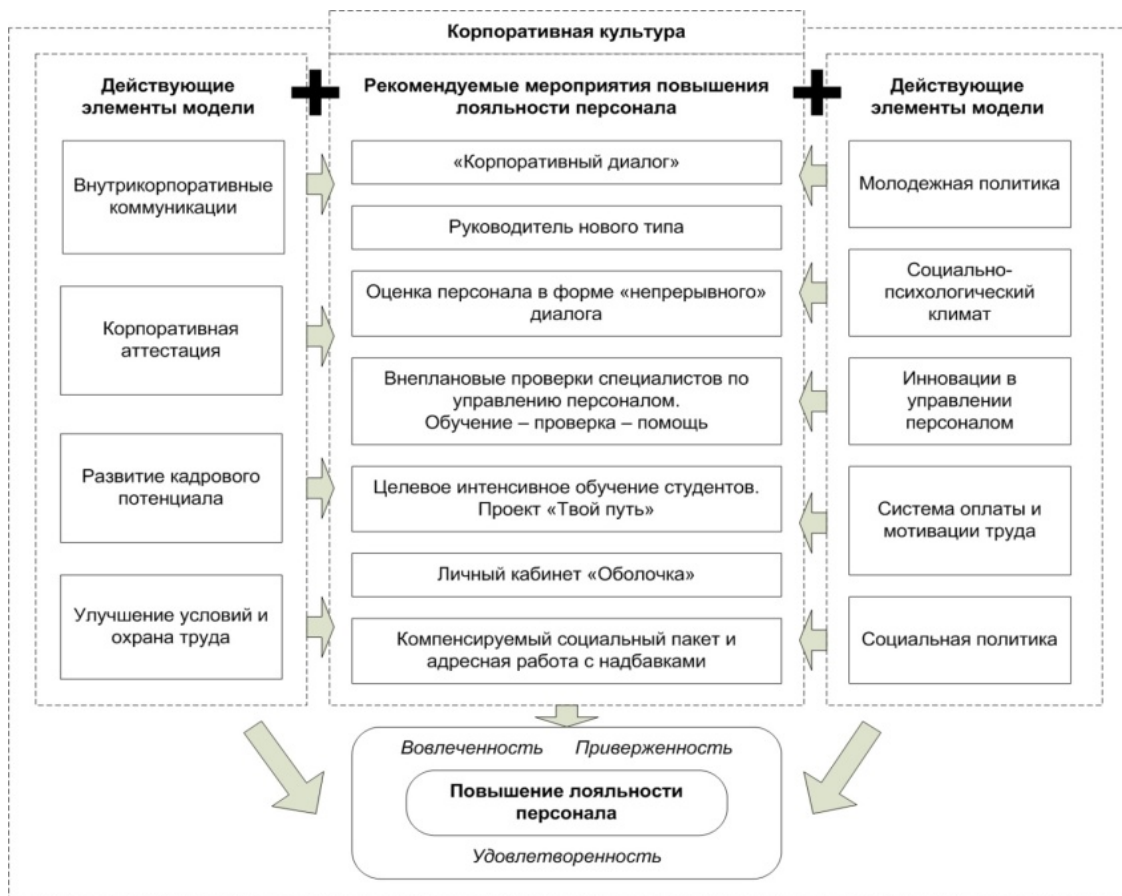 Корпоративная культура
Действующие
элементы модели
Внутрикорпоративные
коммуникации
Корпоративная
аттестация
Развитие кадрового
потенциала
Улучшение условий и
охрана труда
Рекомендуемые мероприятия повышения
лояльности персонала
«Корпоративный диалог»
Руководитель нового типа
Оценка персонала в форме «непрерывного»
диалога
Внеплановые проверки специалистов по
управлению персоналом.
Обучение – проверка – помощь
Целевое интенсивное обучение студентов.
Проект «Твой путь»
Личный кабинет «Оболочка»
Компенсируемый социальный пакет и
адресная работа с надбавками
Действующие
элементы модели
Молодежная политика
Социально-
психологический
климат
Инновации в
управлении
персоналом
Система оплаты и
мотивации труда
Социальная политика
Вовлеченность Приверженность
Повышение лояльности
персонала
Удовлетворенность